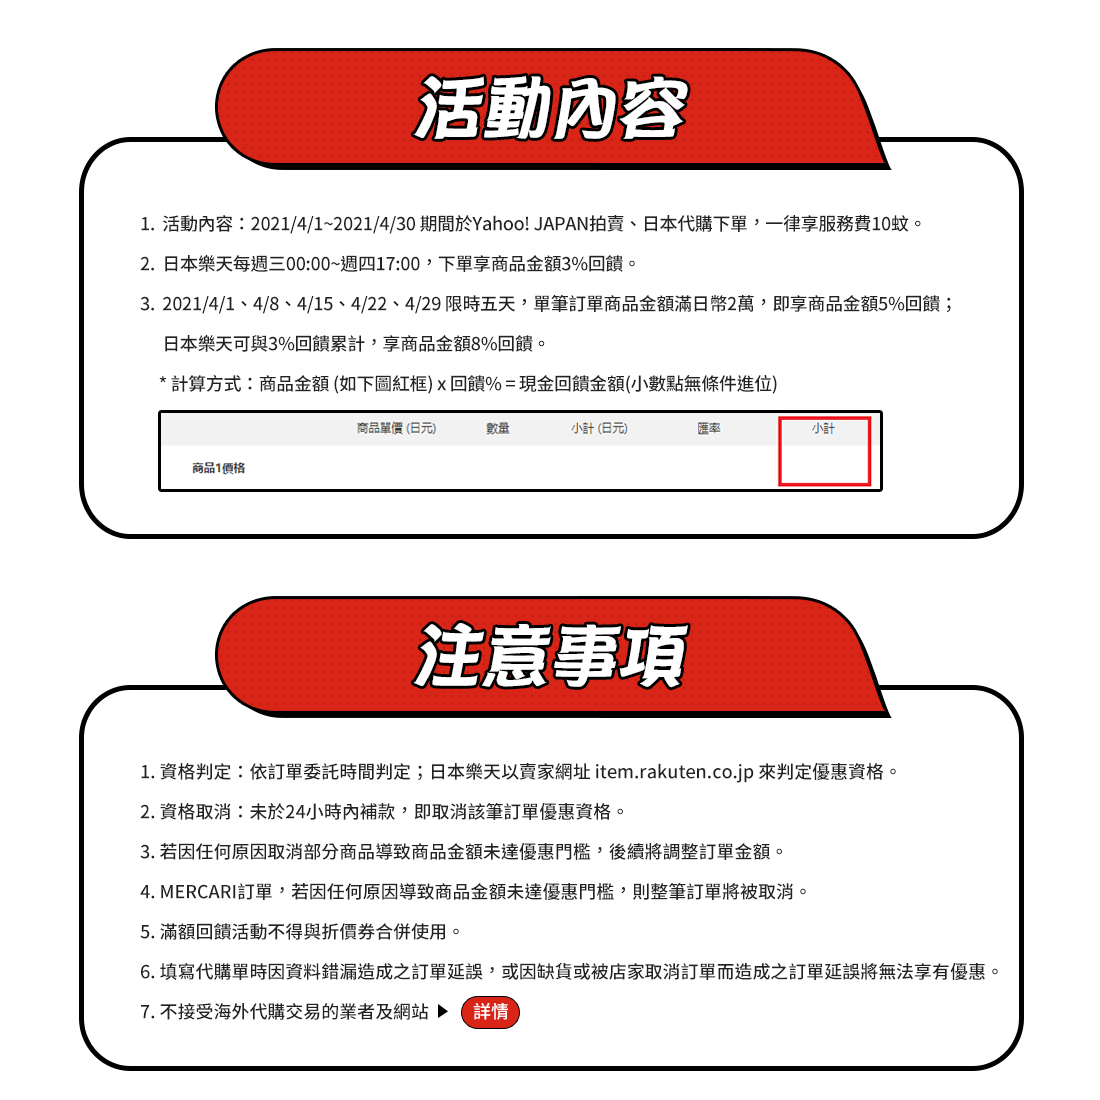 活動內容
1. 活動內容：2021/4/1~2021/4/30 期間於Yahoo! JAPAN拍賣、日本代購下單，一律享服務費10蚊。
2. 日本樂天每週三00:00~週四17:00，下單享商品金額3%回饋。
3. 2021/4/1、4/8、4/15、4/22、4/29 限時五天，單筆訂單商品金額滿日幣2萬，即享商品金額5%回饋；
日本樂天可與3%回饋累計，享商品金額8%回饋。
* 計算方式：商品金額 (如下圖紅框) x 回饋% = 現金回饋金額(小數點無條件進位)
商品單價 (日元) 數量 小計 (日元) 匯率 小計
商品1價格
注意事項
1. 資格判定：依訂單委託時間判定；日本樂天以賣家網址 item.rakuten.co.jp 來判定優惠資格。
2. 資格取消：未於24小時內補款，即取消該筆訂單優惠資格。
3. 若因任何原因取消部分商品導致商品金額未達優惠門檻，後續將調整訂單金額。
4. MERCARI訂單，若因任何原因導致商品金額未達優惠門檻，則整筆訂單將被取消。
5. 滿額回饋活動不得與折價券合併使用。
6. 填寫代購單時因資料錯漏造成之訂單延誤，或因缺貨或被店家取消訂單而造成之訂單延誤將無法享有優惠。
7. 不接受海外代購交易的業者及網站 ▶ 詳情